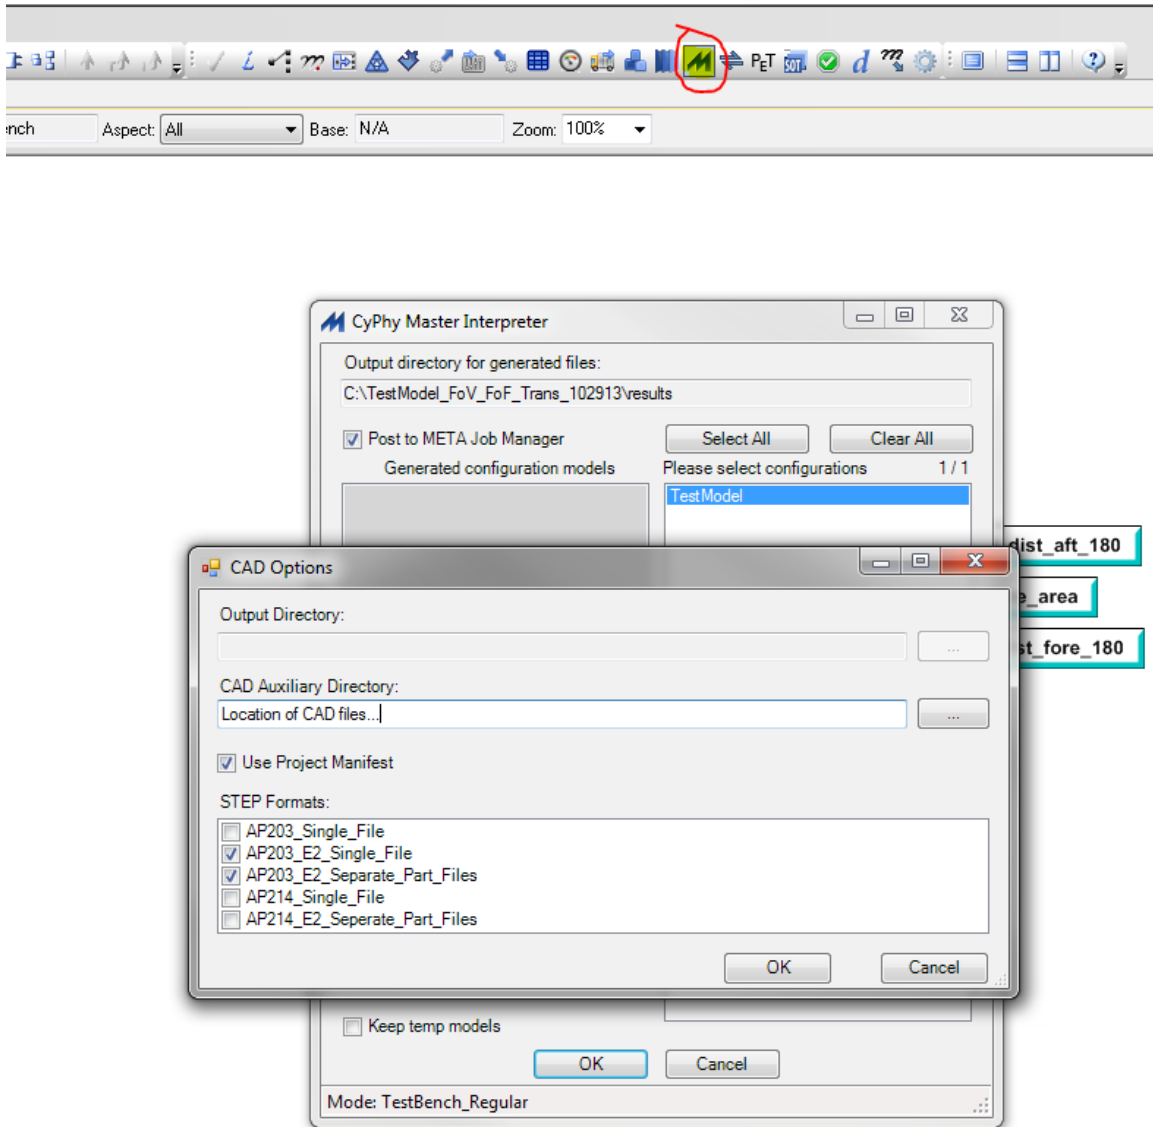 PET
SOT
d
ench
Aspect: All
Base: N/A
Zoom: 100%
CyPhy Master Interpreter
Output directory for generated files:
C:\TestModel_FoV_FoF_Trans_102913\results
Post to META Job Manager
Select All
Clear All
Generated configuration models
Please select configurations
1 / 1
TestModel
dist_aft_180
e_area
st_fore_180
CAD Options
Output Directory:
...
CAD Auxiliary Directory:
Location of CAD files...
...
Use Project Manifest
STEP Formats:
AP203_Single_File
AP203_E2_Single_File
AP203_E2_Separate_Part_Files
AP214_Single_File
AP214_E2_Seperate_Part_Files
OK
Cancel
Keep temp models
OK
Cancel
Mode: TestBench_Regular